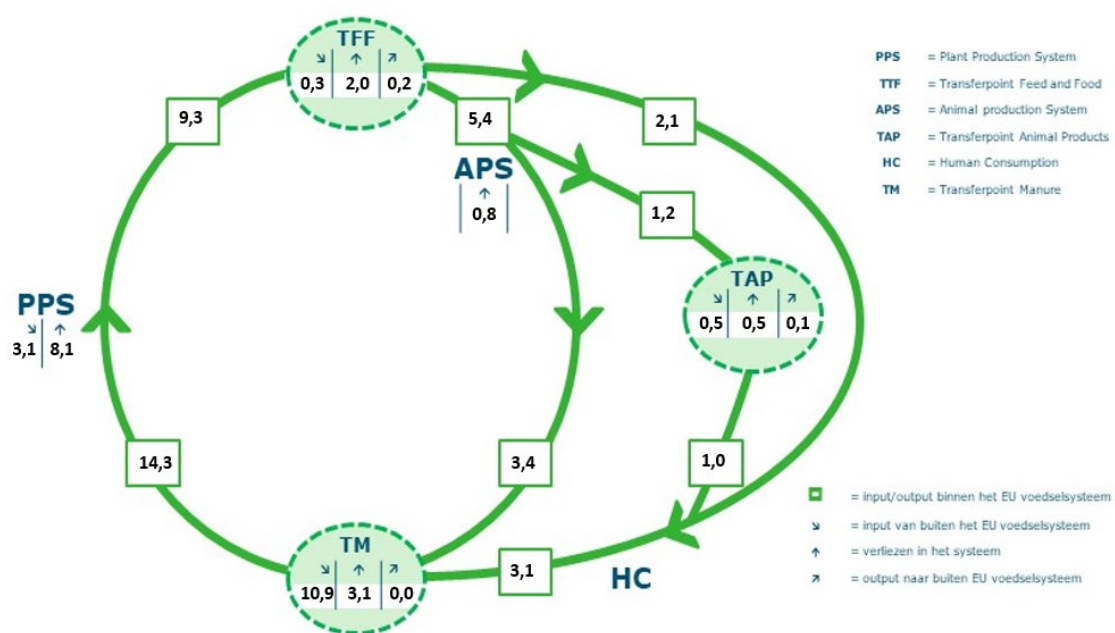 TFF
↘ ↑ ↗
0,3 2,0 0,2
9,3
5,4
2,1
APS
↑
0,8
1,2
TAP
↘ ↑ ↗
0,5 0,5 0,1
PPS
↘ ↑
3,1 8,1
14,3
3,4
1,0
TM
↘ ↑ ↗
10,9 3,1 0,0
3,1
HC
PPS = Plant Production System
TTF = Transferpoint Feed and Food
APS = Animal production System
TAP = Transferpoint Animal Products
HC = Human Consumption
TM = Transferpoint Manure
= input/output binnen het EU voedselsysteem
↘ = input van buiten het EU voedselsysteem
↑ = verliezen in het systeem
↗ = output naar buiten EU voedselsysteem